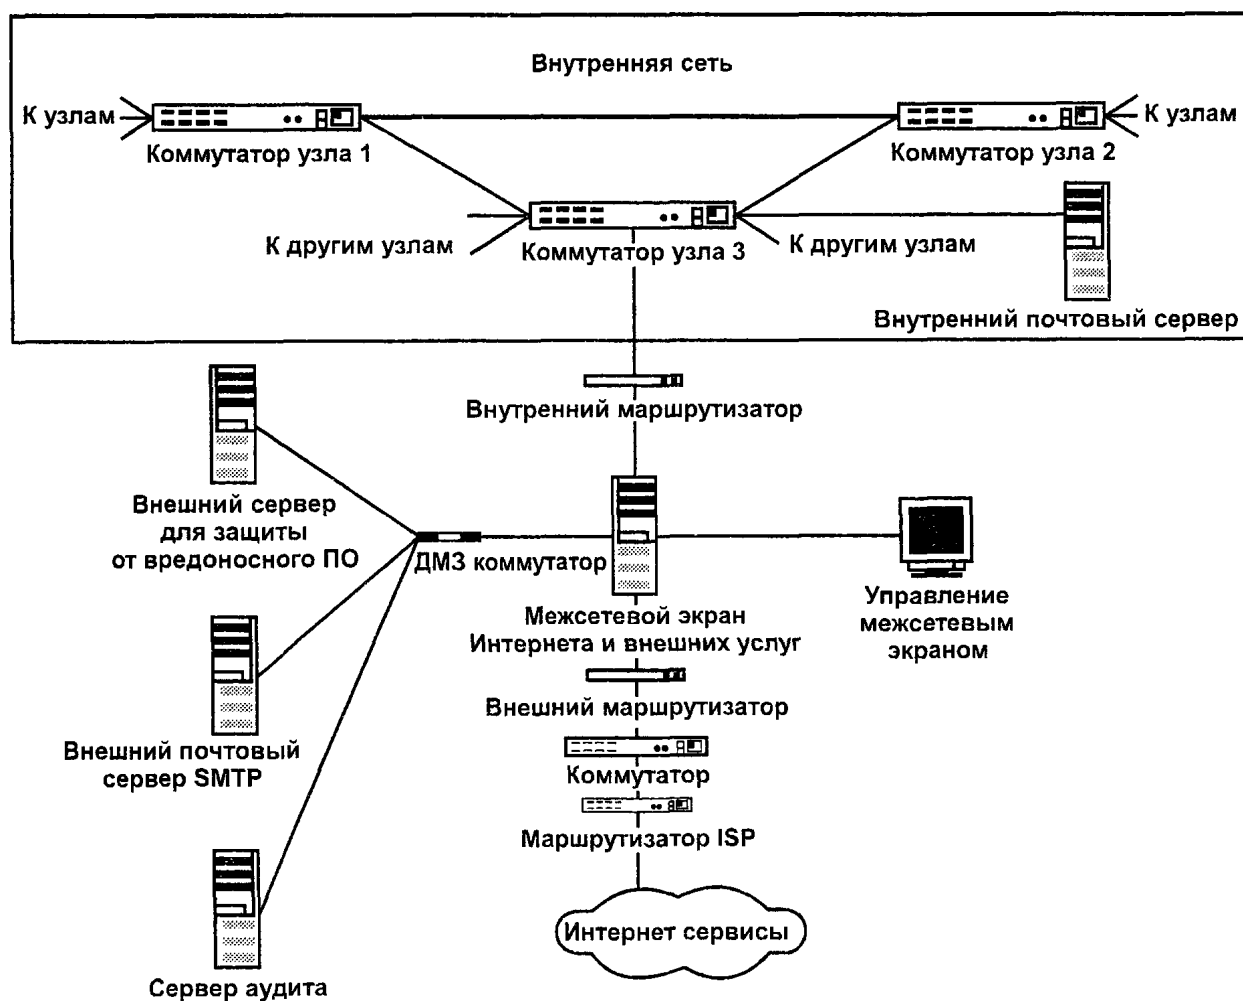 Внутренняя сеть
К узлам
К узлам
Коммутатор узла 1
Коммутатор узла 2
К другим узлам
Коммутатор узла 3
К другим узлам
Внутренний почтовый сервер
Внутренний маршрутизатор
Внешний сервер
для защиты
от вредоносного ПО
ДМЗ коммутатор
Межсетевой экран
Интернета и внешних услуг
Управление
межсетевым
экраном
Внешний маршрутизатор
Внешний почтовый
сервер SMTP
Коммутатор
Маршрутизатор ISP
Интернет сервисы
Сервер аудита